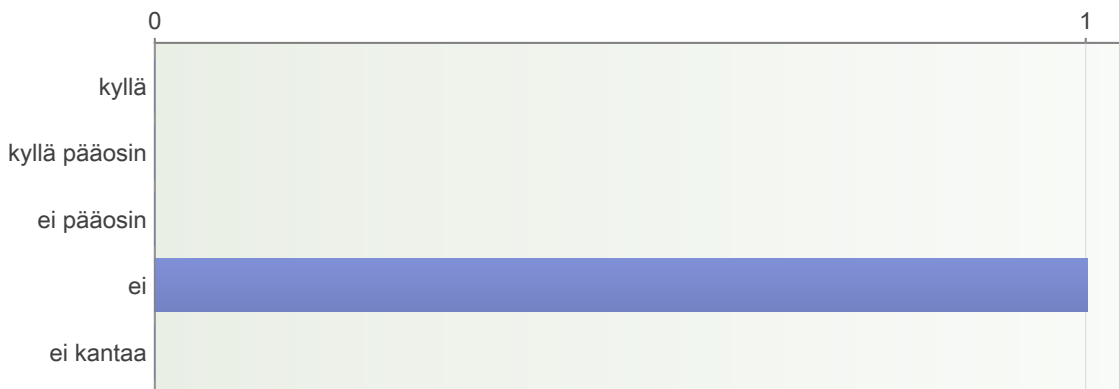 0 1
kyllä
kyllä pääosin
ei pääosin
ei
ei kantaa